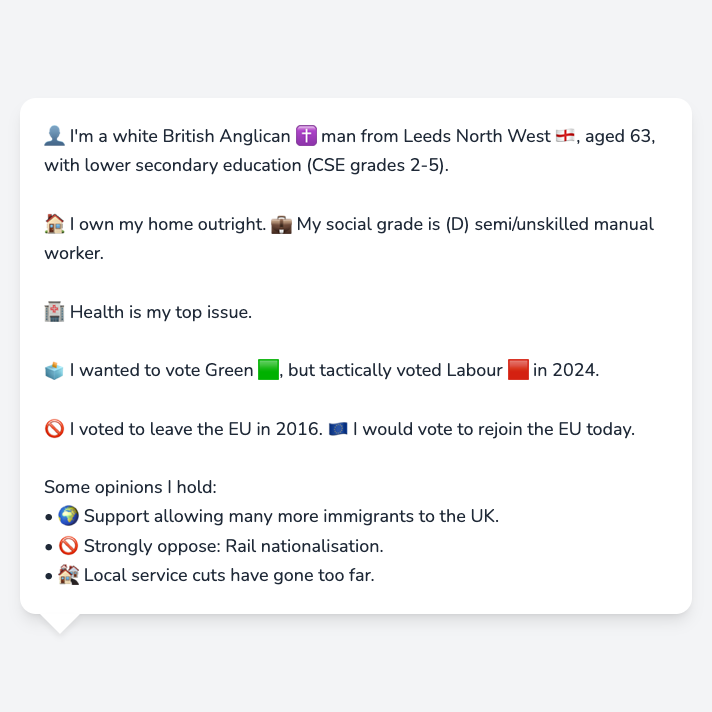 👤 I'm a white British Anglican ✝️ man from Leeds North West 🏴󠁧󠁢󠁥󠁮󠁧󠁿, aged 63,
with lower secondary education (CSE grades 2-5).
🏠 I own my home outright. 💼 My social grade is (D) semi/unskilled manual
worker.
🏥 Health is my top issue.
🗳️ I wanted to vote Green 🟩, but tactically voted Labour 🟥 in 2024.
🚫 I voted to leave the EU in 2016. 🇪🇺 I would vote to rejoin the EU today.
Some opinions I hold:
• 🌍 Support allowing many more immigrants to the UK.
• 🚫 Strongly oppose: Rail nationalisation.
• 🏘️ Local service cuts have gone too far.